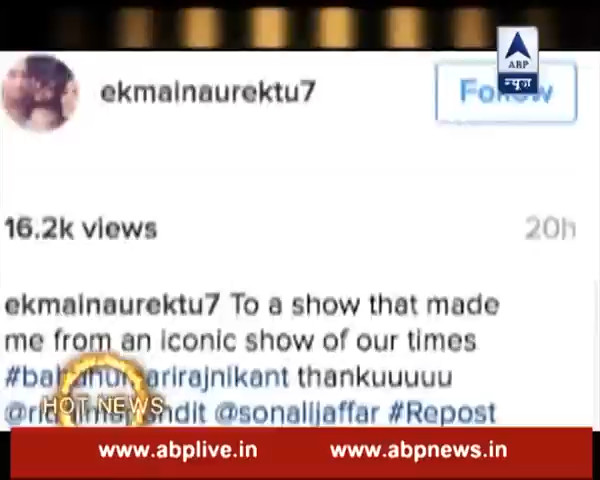 ABP
न्यूज़
ekmainaurektu7
Follow
16.2k views
20h
ekmainaurektu7 To a show that made
me from an iconic show of our times
thankuuuuu
@sonalijaffar #Repost
HOT NEWS
www.abplive.in
www.abpnews.in